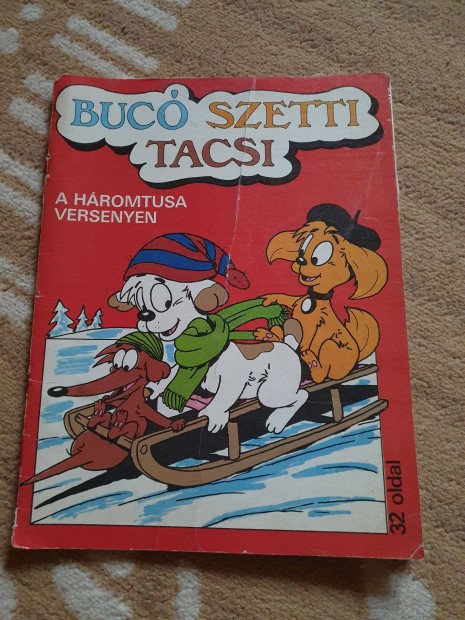 BUCÓ SZETTI
TACSI
A HÁROMTUSA
VERSENYEN
32 oldal